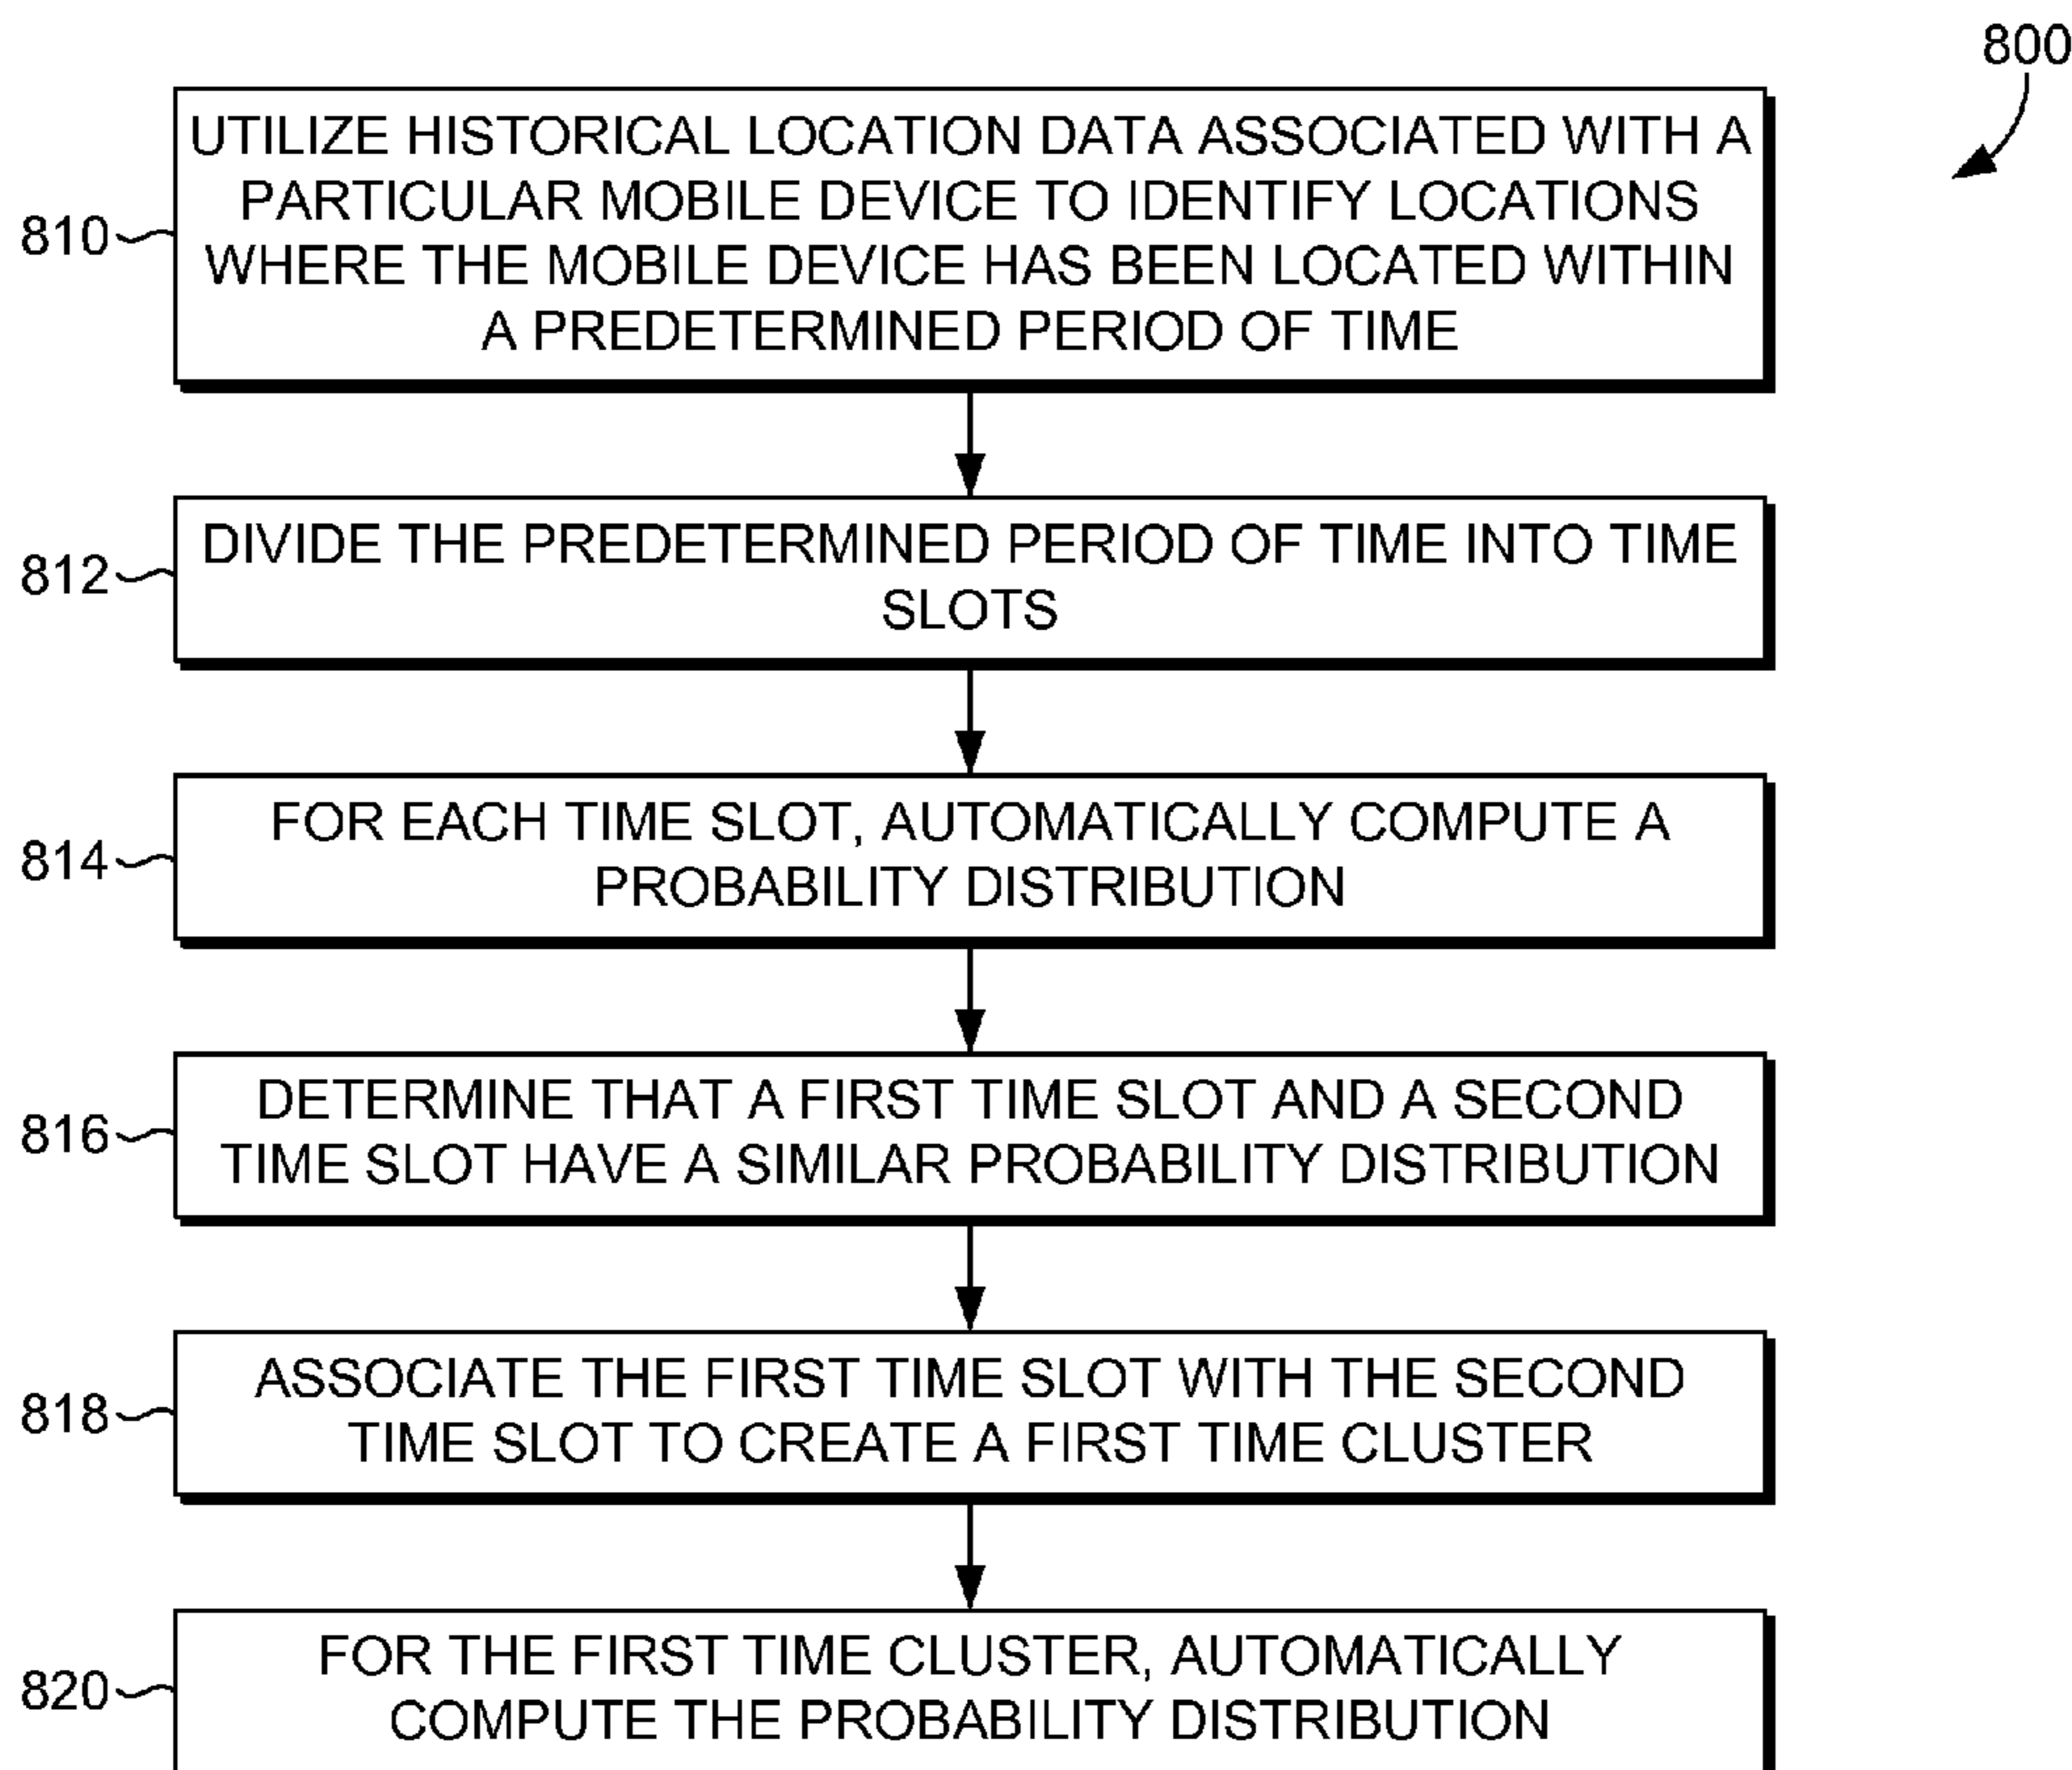 800
UTILIZE HISTORICAL LOCATION DATA ASSOCIATED WITH A
PARTICULAR MOBILE DEVICE TO IDENTIFY LOCATIONS
WHERE THE MOBILE DEVICE HAS BEEN LOCATED WITHIN
A PREDETERMINED PERIOD OF TIME
810
DIVIDE THE PREDETERMINED PERIOD OF TIME INTO TIME
SLOTS
812
FOR EACH TIME SLOT, AUTOMATICALLY COMPUTE A
PROBABILITY DISTRIBUTION
814
DETERMINE THAT A FIRST TIME SLOT AND A SECOND
TIME SLOT HAVE A SIMILAR PROBABILITY DISTRIBUTION
816
ASSOCIATE THE FIRST TIME SLOT WITH THE SECOND
TIME SLOT TO CREATE A FIRST TIME CLUSTER
818
FOR THE FIRST TIME CLUSTER, AUTOMATICALLY
COMPUTE THE PROBABILITY DISTRIBUTION
820